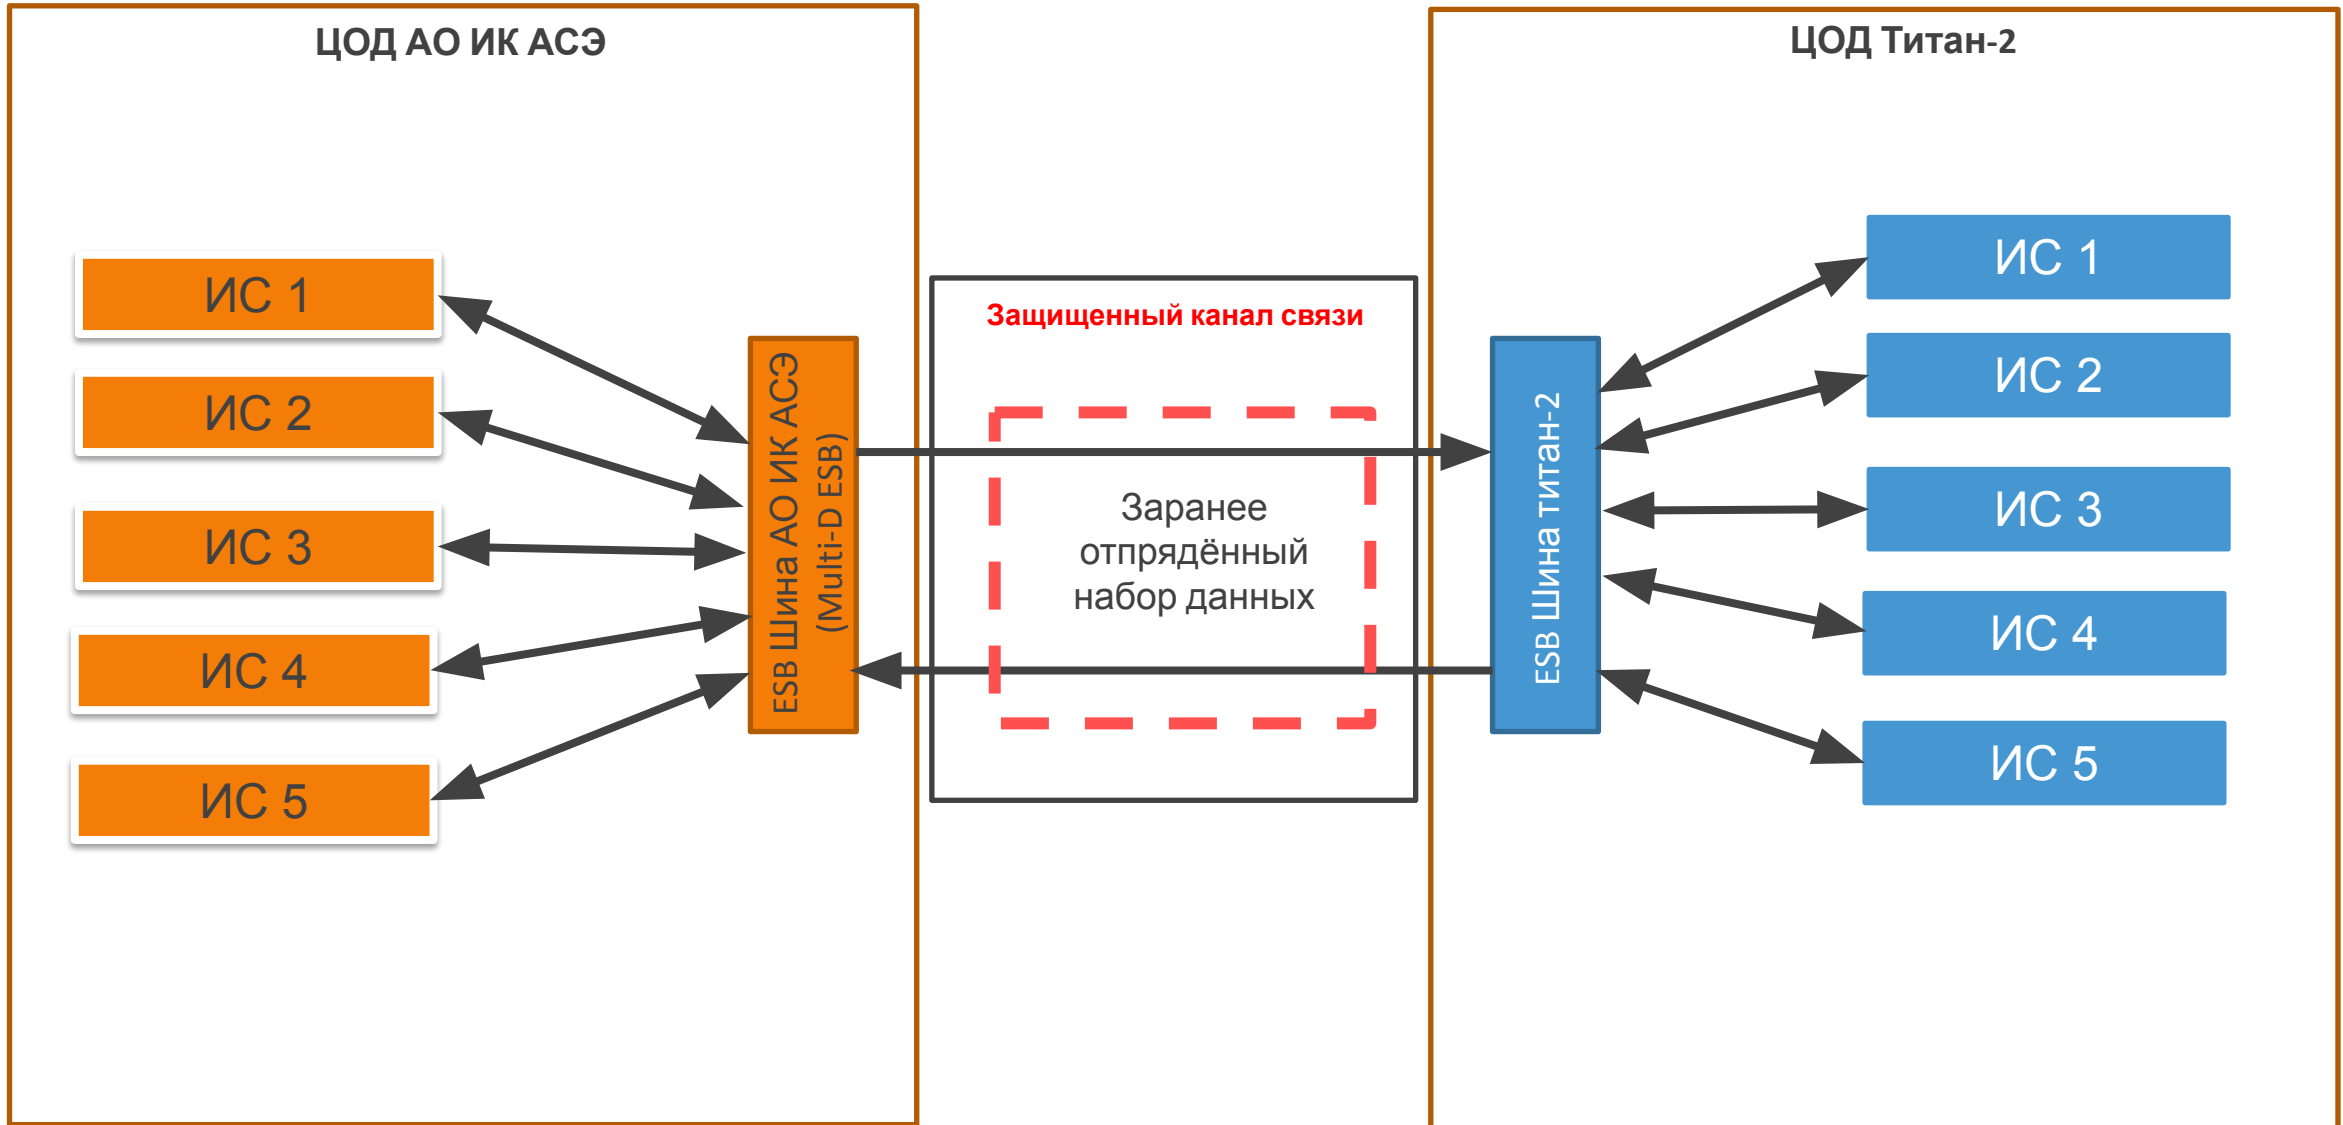 ЦОД АО ИК АСЭ
ИС 1
ИС 2
ИС 3
ИС 4
ИС 5
ESB Шина АО ИК АСЭ
(Multi-D ESB)
Защищенный канал связи
Заранее
отпрядённый
набор данных
ЦОД Титан-2
ESB Шина титан-2
ИС 1
ИС 2
ИС 3
ИС 4
ИС 5